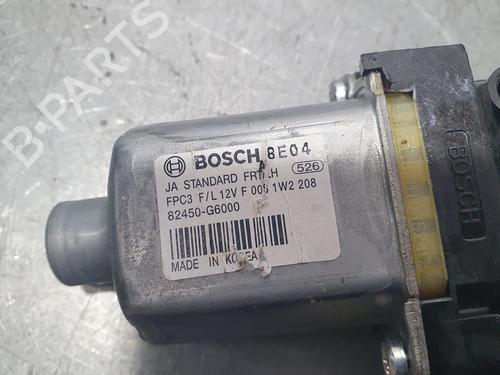 BOSCH 8E04
JA STANDARD FRT LH 526
FPC3 F/L 12V F 005 1W2 208
82450-G6000
MADE IN KOREA
BOSCH
B-PARTS